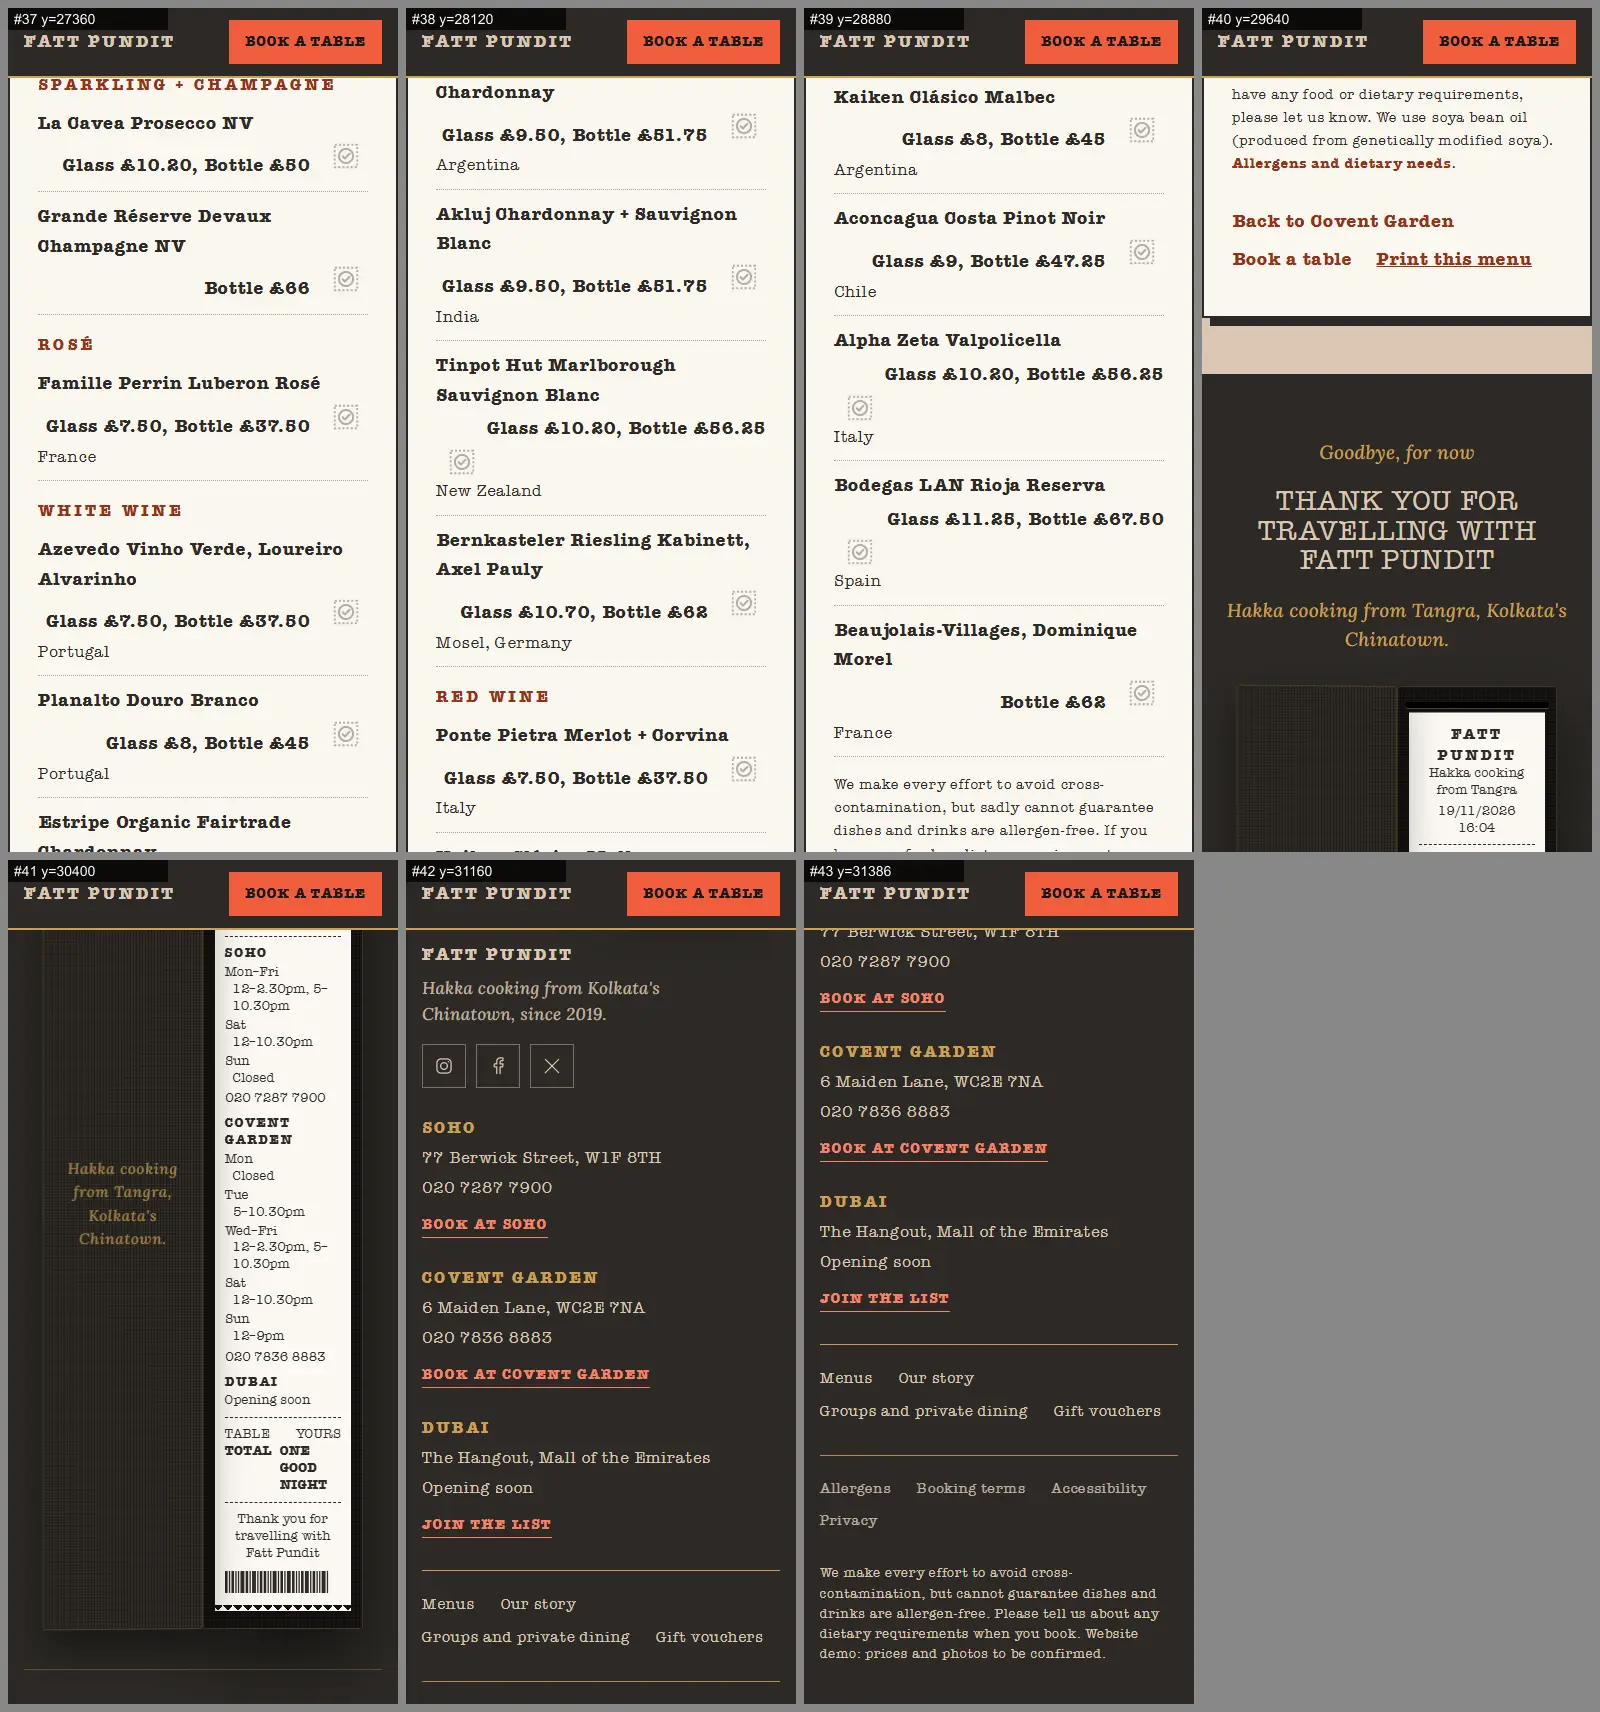 #37 y=27360
FATT PUNDIT
BOOK A TABLE
SPARKLING + CHAMPAGNE
La Cavea Prosecco NV
Glass £10.20, Bottle £50
Grande Réserve Devaux
Champagne NV
Bottle £66
ROSÉ
Famille Perrin Luberon Rosé
Glass £7.50, Bottle £37.50
France
WHITE WINE
Azevedo Vinho Verde, Loureiro
Alvarinho
Glass £7.50, Bottle £37.50
Portugal
Planalto Douro Branco
Glass £8, Bottle £45
Portugal
Estripe Organic Fairtrade
Chardonnay
#38 y=28120
FATT PUNDIT
BOOK A TABLE
Chardonnay
Glass £9.50, Bottle £51.75
Argentina
Akluj Chardonnay + Sauvignon
Blanc
Glass £9.50, Bottle £51.75
India
Tinpot Hut Marlborough
Sauvignon Blanc
Glass £10.20, Bottle £56.25
New Zealand
Bernkasteler Riesling Kabinett,
Axel Pauly
Glass £10.70, Bottle £62
Mosel, Germany
RED WINE
Ponte Pietra Merlot + Corvina
Glass £7.50, Bottle £37.50
Italy
#39 y=28880
FATT PUNDIT
BOOK A TABLE
Kaiken Clásico Malbec
Glass £8, Bottle £45
Argentina
Aconcagua Costa Pinot Noir
Glass £9, Bottle £47.25
Chile
Alpha Zeta Valpolicella
Glass £10.20, Bottle £56.25
Italy
Bodegas LAN Rioja Reserva
Glass £11.25, Bottle £67.50
Spain
Beaujolais-Villages, Dominique
Morel
Bottle £62
France
We make every effort to avoid cross-
contamination, but sadly cannot guarantee
dishes and drinks are allergen-free. If you
#40 y=29640
FATT PUNDIT
BOOK A TABLE
have any food or dietary requirements,
please let us know. We use soya bean oil
(produced from genetically modified soya).
Allergens and dietary needs.
Back to Covent Garden
Book a table Print this menu
Goodbye, for now
THANK YOU FOR
TRAVELLING WITH
FATT PUNDIT
Hakka cooking from Tangra, Kolkata's
Chinatown.
FATT
PUNDIT
Hakka cooking
from Tangra
19/11/2026
16:04
#41 y=30400
FATT PUNDIT
BOOK A TABLE
Hakka cooking
from Tangra,
Kolkata's
Chinatown.
SOHO
Mon-Fri
12-2.30pm, 5-
10.30pm
Sat
12-10.30pm
Sun
Closed
020 7287 7900
COVENT
GARDEN
Mon
Closed
Tue
5-10.30pm
Wed-Fri
12-2.30pm, 5-
10.30pm
Sat
12-10.30pm
Sun
12-9pm
020 7836 8883
DUBAI
Opening soon
TABLE YOURS
TOTAL ONE
GOOD
NIGHT
Thank you for
travelling with
Fatt Pundit
#42 y=31160
FATT PUNDIT
BOOK A TABLE
FATT PUNDIT
Hakka cooking from Kolkata's
Chinatown, since 2019.
SOHO
77 Berwick Street, W1F 8TH
020 7287 7900
BOOK AT SOHO
COVENT GARDEN
6 Maiden Lane, WC2E 7NA
020 7836 8883
BOOK AT COVENT GARDEN
DUBAI
The Hangout, Mall of the Emirates
Opening soon
JOIN THE LIST
Menus Our story
Groups and private dining Gift vouchers
#43 y=31386
FATT PUNDIT
BOOK A TABLE
77 Berwick Street, W1F 8TH
020 7287 7900
BOOK AT SOHO
COVENT GARDEN
6 Maiden Lane, WC2E 7NA
020 7836 8883
BOOK AT COVENT GARDEN
DUBAI
The Hangout, Mall of the Emirates
Opening soon
JOIN THE LIST
Menus Our story
Groups and private dining Gift vouchers
Allergens Booking terms Accessibility
Privacy
We make every effort to avoid cross-
contamination, but cannot guarantee dishes and
drinks are allergen-free. Please tell us about any
dietary requirements when you book. Website
demo: prices and photos to be confirmed.